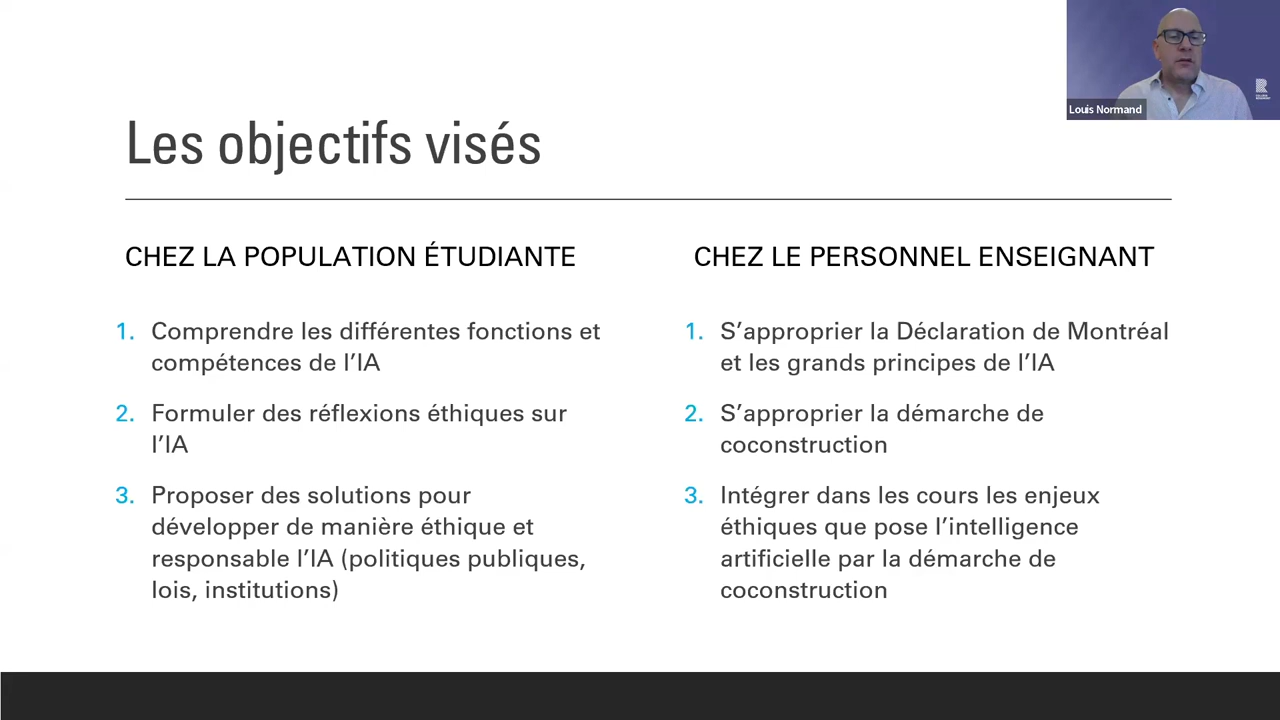 Louis Normand
Les objectifs visés
CHEZ LA POPULATION ÉTUDIANTE
1. Comprendre les différentes fonctions et
compétences de l’IA
2. Formuler des réflexions éthiques sur
l’IA
3. Proposer des solutions pour
développer de manière éthique et
responsable l’IA (politiques publiques,
lois, institutions)
CHEZ LE PERSONNEL ENSEIGNANT
1. S’approprier la Déclaration de Montréal
et les grands principes de l’IA
2. S’approprier la démarche de
coconstruction
3. Intégrer dans les cours les enjeux
éthiques que pose l’intelligence
artificielle par la démarche de
coconstruction